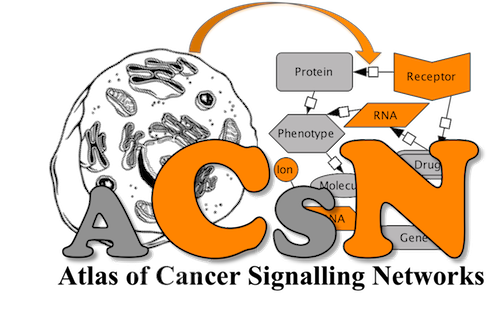 Protein
Receptor
RNA
Phenotype
Drug
Ion
Molecu
NA
Gene
ACsN
Atlas of Cancer Signalling Networks